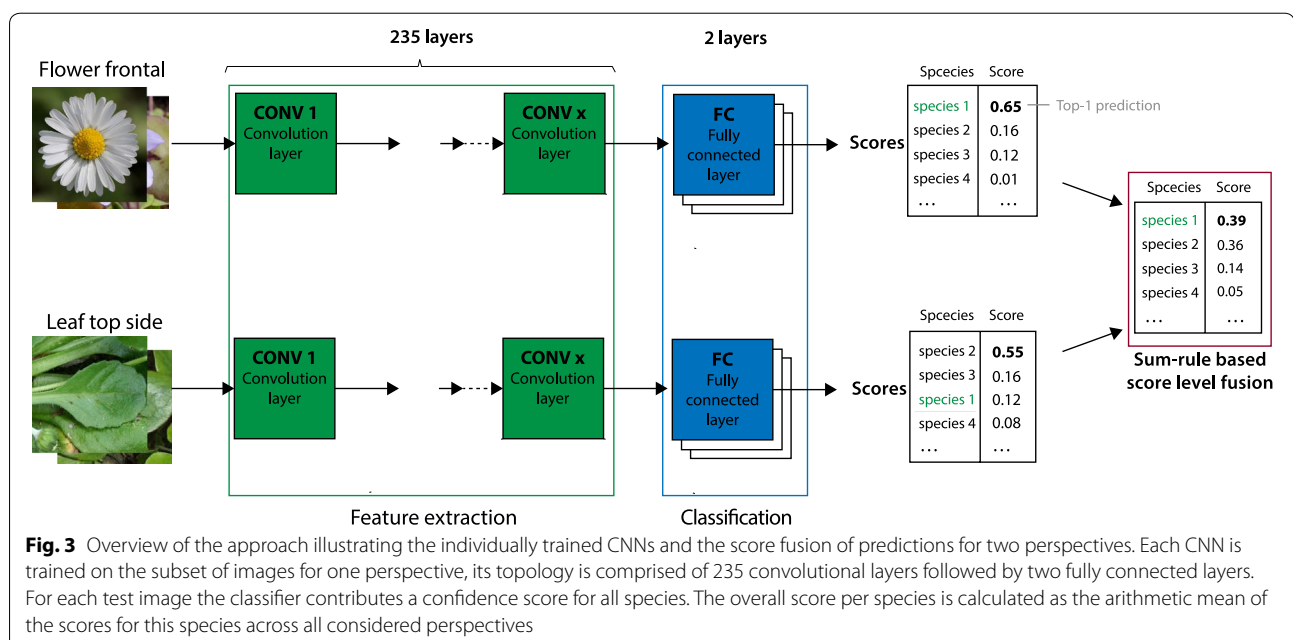 235 layers
2 layers
Flower frontal
CONV 1
Convolution
layer
CONV x
Convolution
layer
FC
Fully
connected
layer
Scores
Spcecies Score
species 1 0.65
species 2 0.16
species 3 0.12
species 4 0.01
... ...
Top-1 prediction
Leaf top side
CONV 1
Convolution
layer
CONV x
Convolution
layer
FC
Fully
connected
layer
Scores
Spcecies Score
species 2 0.55
species 3 0.16
species 1 0.12
species 4 0.08
... ...
Spcecies Score
species 1 0.39
species 2 0.36
species 3 0.14
species 4 0.05
... ...
Sum-rule based
score level fusion
Feature extraction
Classification
Fig. 3 Overview of the approach illustrating the individually trained CNNs and the score fusion of predictions for two perspectives. Each CNN is
trained on the subset of images for one perspective, its topology is comprised of 235 convolutional layers followed by two fully connected layers.
For each test image the classifier contributes a confidence score for all species. The overall score per species is calculated as the arithmetic mean of
the scores for this species across all considered perspectives